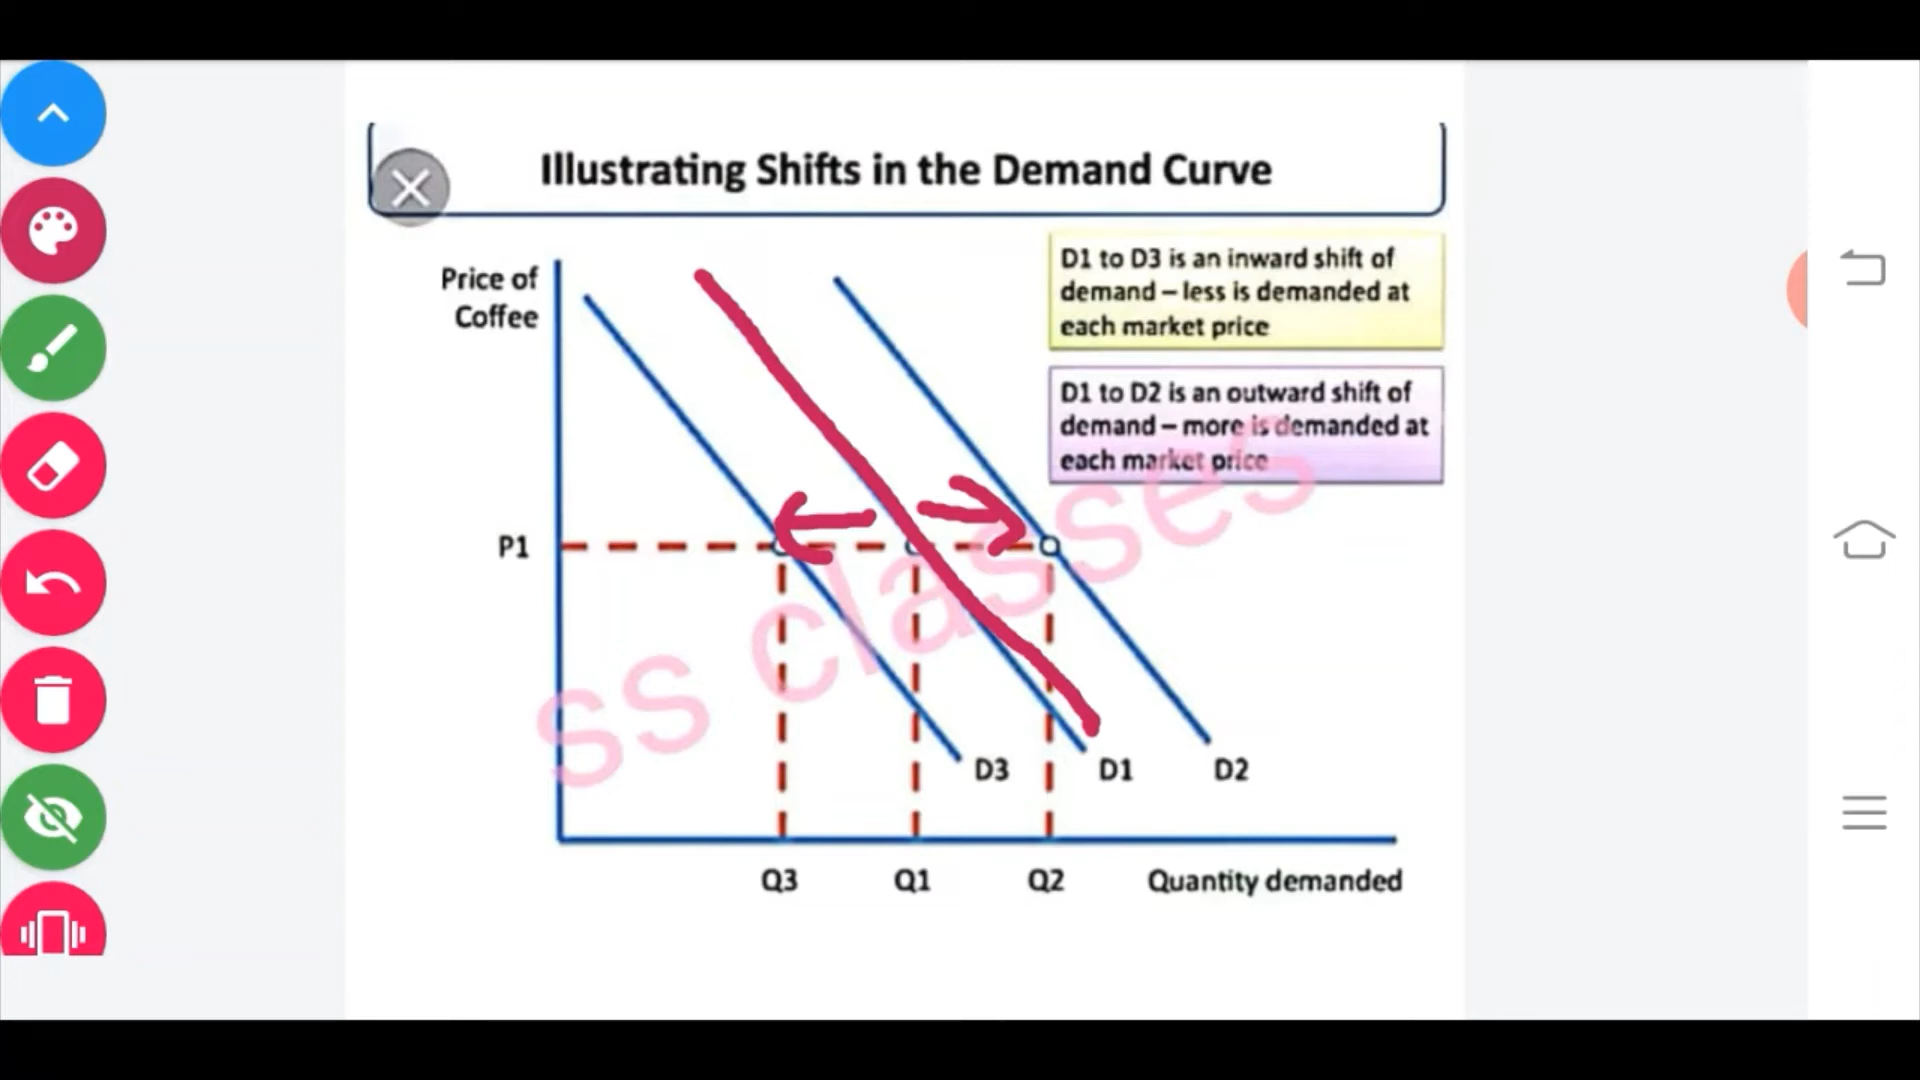 Illustrating Shifts in the Demand Curve
Price of
Coffee
D1 to D3 is an inward shift of
demand – less is demanded at
each market price
D1 to D2 is an outward shift of
demand – more is demanded at
each market price
P1
ss classes
D3
D1
D2
Q3
Q1
Q2
Quantity demanded